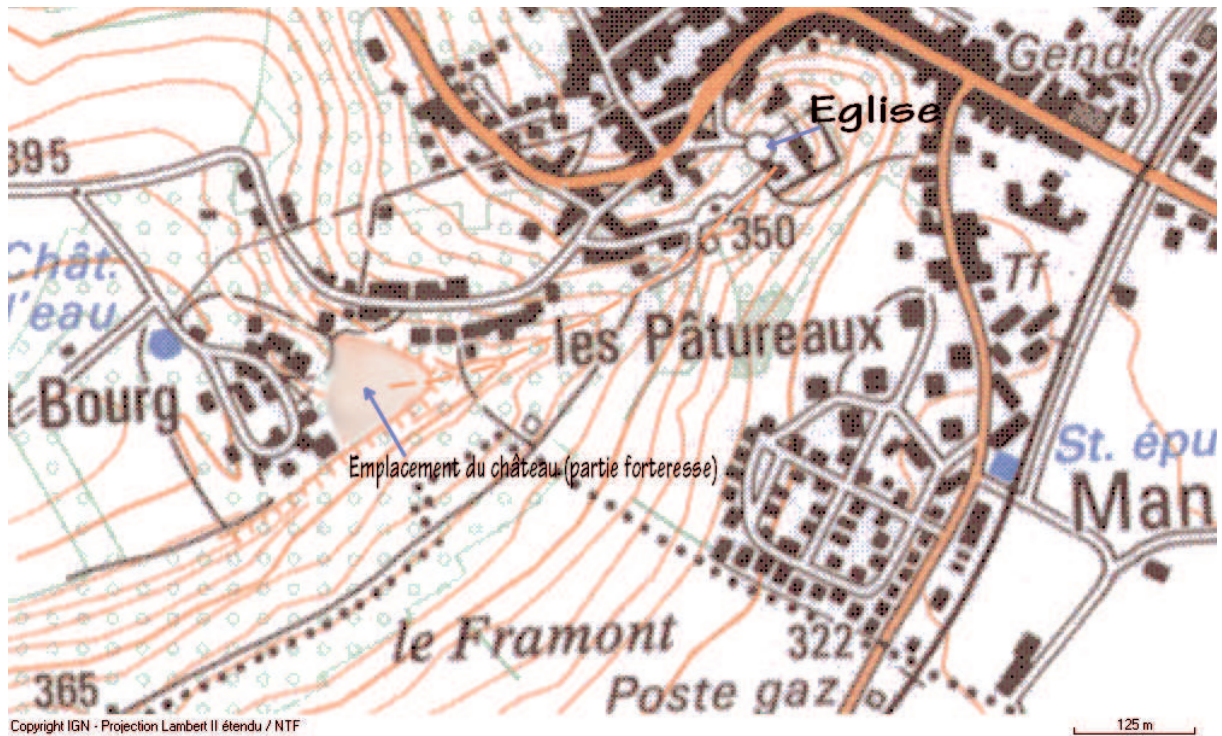 Gend.
Eglise
395
Chât.
d'eau
350
Tf
les Pâtureaux
Bourg
Emplacement du château (partie forteresse)
St. épu
Man
le Framont
322
365
Poste gaz
Copyright IGN - Projection Lambert II étendu / NTF
125 m